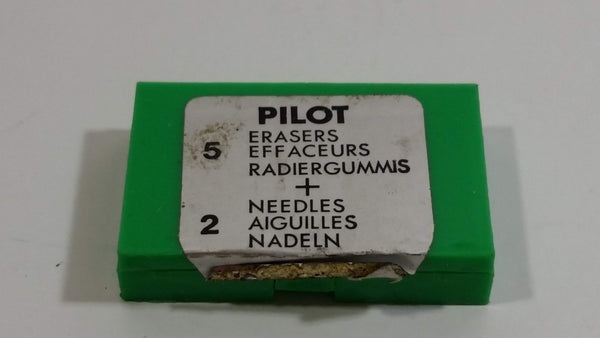 PILOT
5 ERASERS
EFFACEURS
RADIERGUMMIS
+
2 NEEDLES
AIGUILLES
NADELN